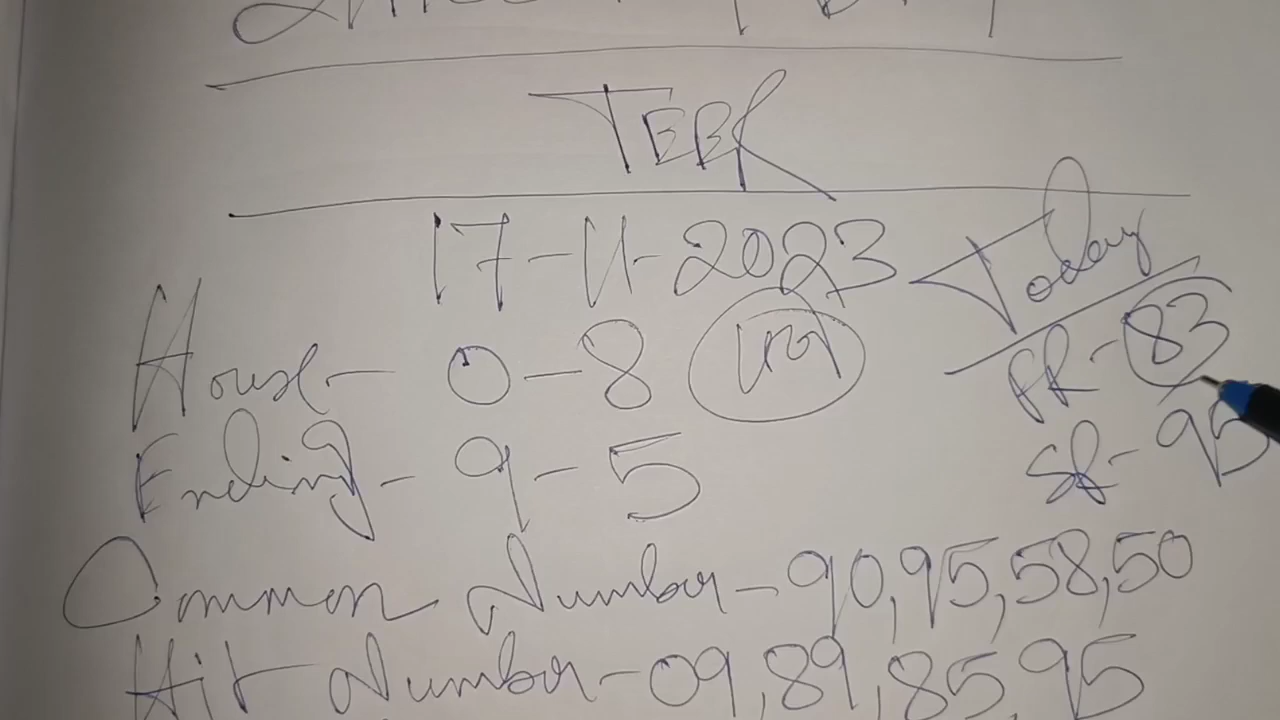 TEER
17-11-2023
Today
House - 0-8
FR - 83
Ending - 9-5
SR - 95
Common Number - 90, 95, 58, 50
Hit Number - 09, 89, 85, 95